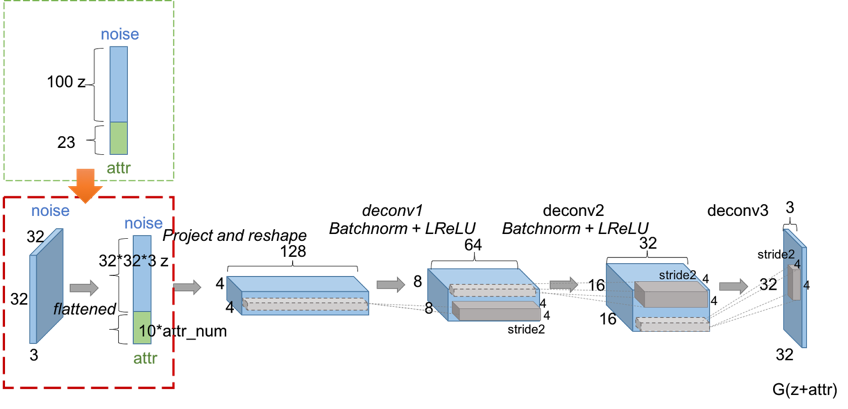 noise
100 z
23
attr
noise
32
32
3
flattened
noise
32*32*3 z
10*attr_num
attr
Project and reshape
128
4
4
deconv1
Batchnorm + LReLU
64
8
8
4
4
stride2
deconv2
Batchnorm + LReLU
32
16
16
stride2
4
4
deconv3
3
stride2
4
32
4
32
G(z+attr)